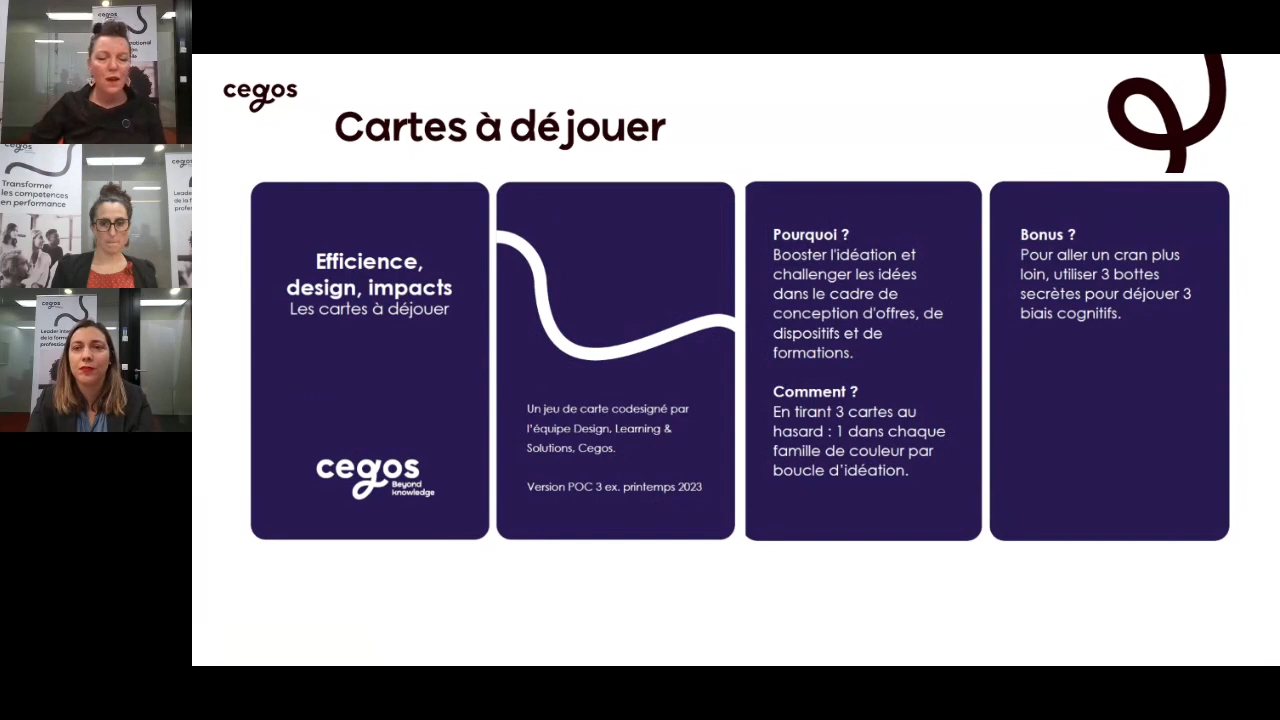 cegos
Transformer
les compétences
en performance
cegos
cegos
cegos
Cartes à déjouer
Efficience,
design, impacts
Les cartes à déjouer
cegos
Beyond
knowledge
Un jeu de carte codesigné par
l'équipe Design, Learning &
Solutions, Cegos.
Version POC 3 ex. printemps 2023
Pourquoi ?
Booster l'idéation et
challenger les idées
dans le cadre de
conception d'offres, de
dispositifs et de
formations.
Comment ?
En tirant 3 cartes au
hasard : 1 dans chaque
famille de couleur par
boucle d'idéation.
Bonus ?
Pour aller un cran plus
loin, utiliser 3 bottes
secrètes pour déjouer 3
biais cognitifs.